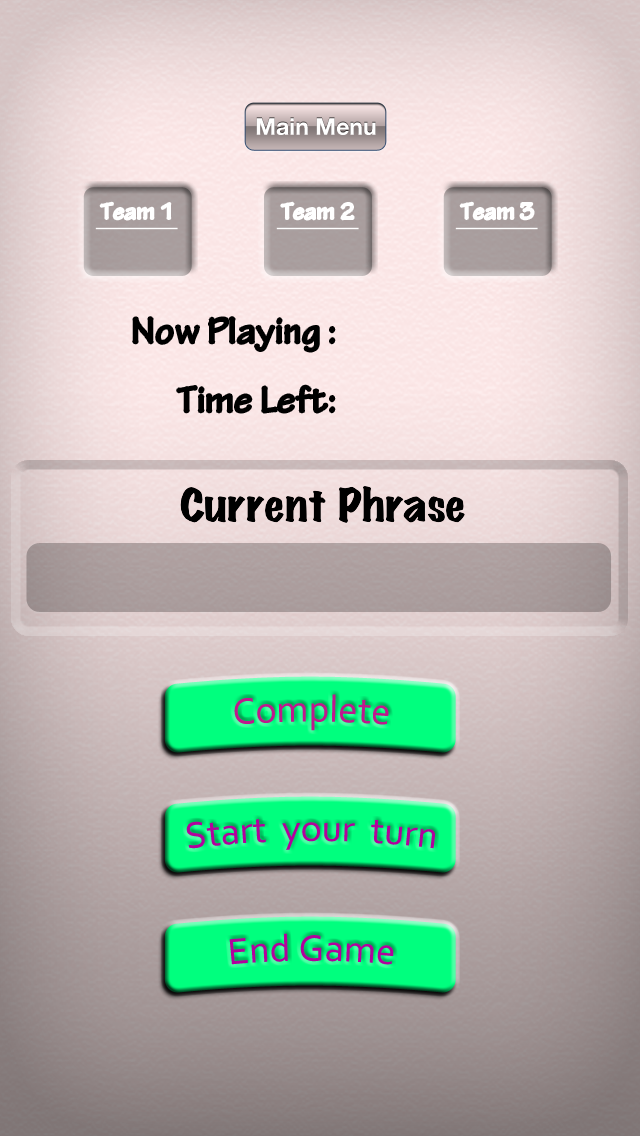 Main Menu
Team 1 Team 2 Team 3
Now Playing :
Time Left:
Current Phrase
Complete
Start your turn
End Game